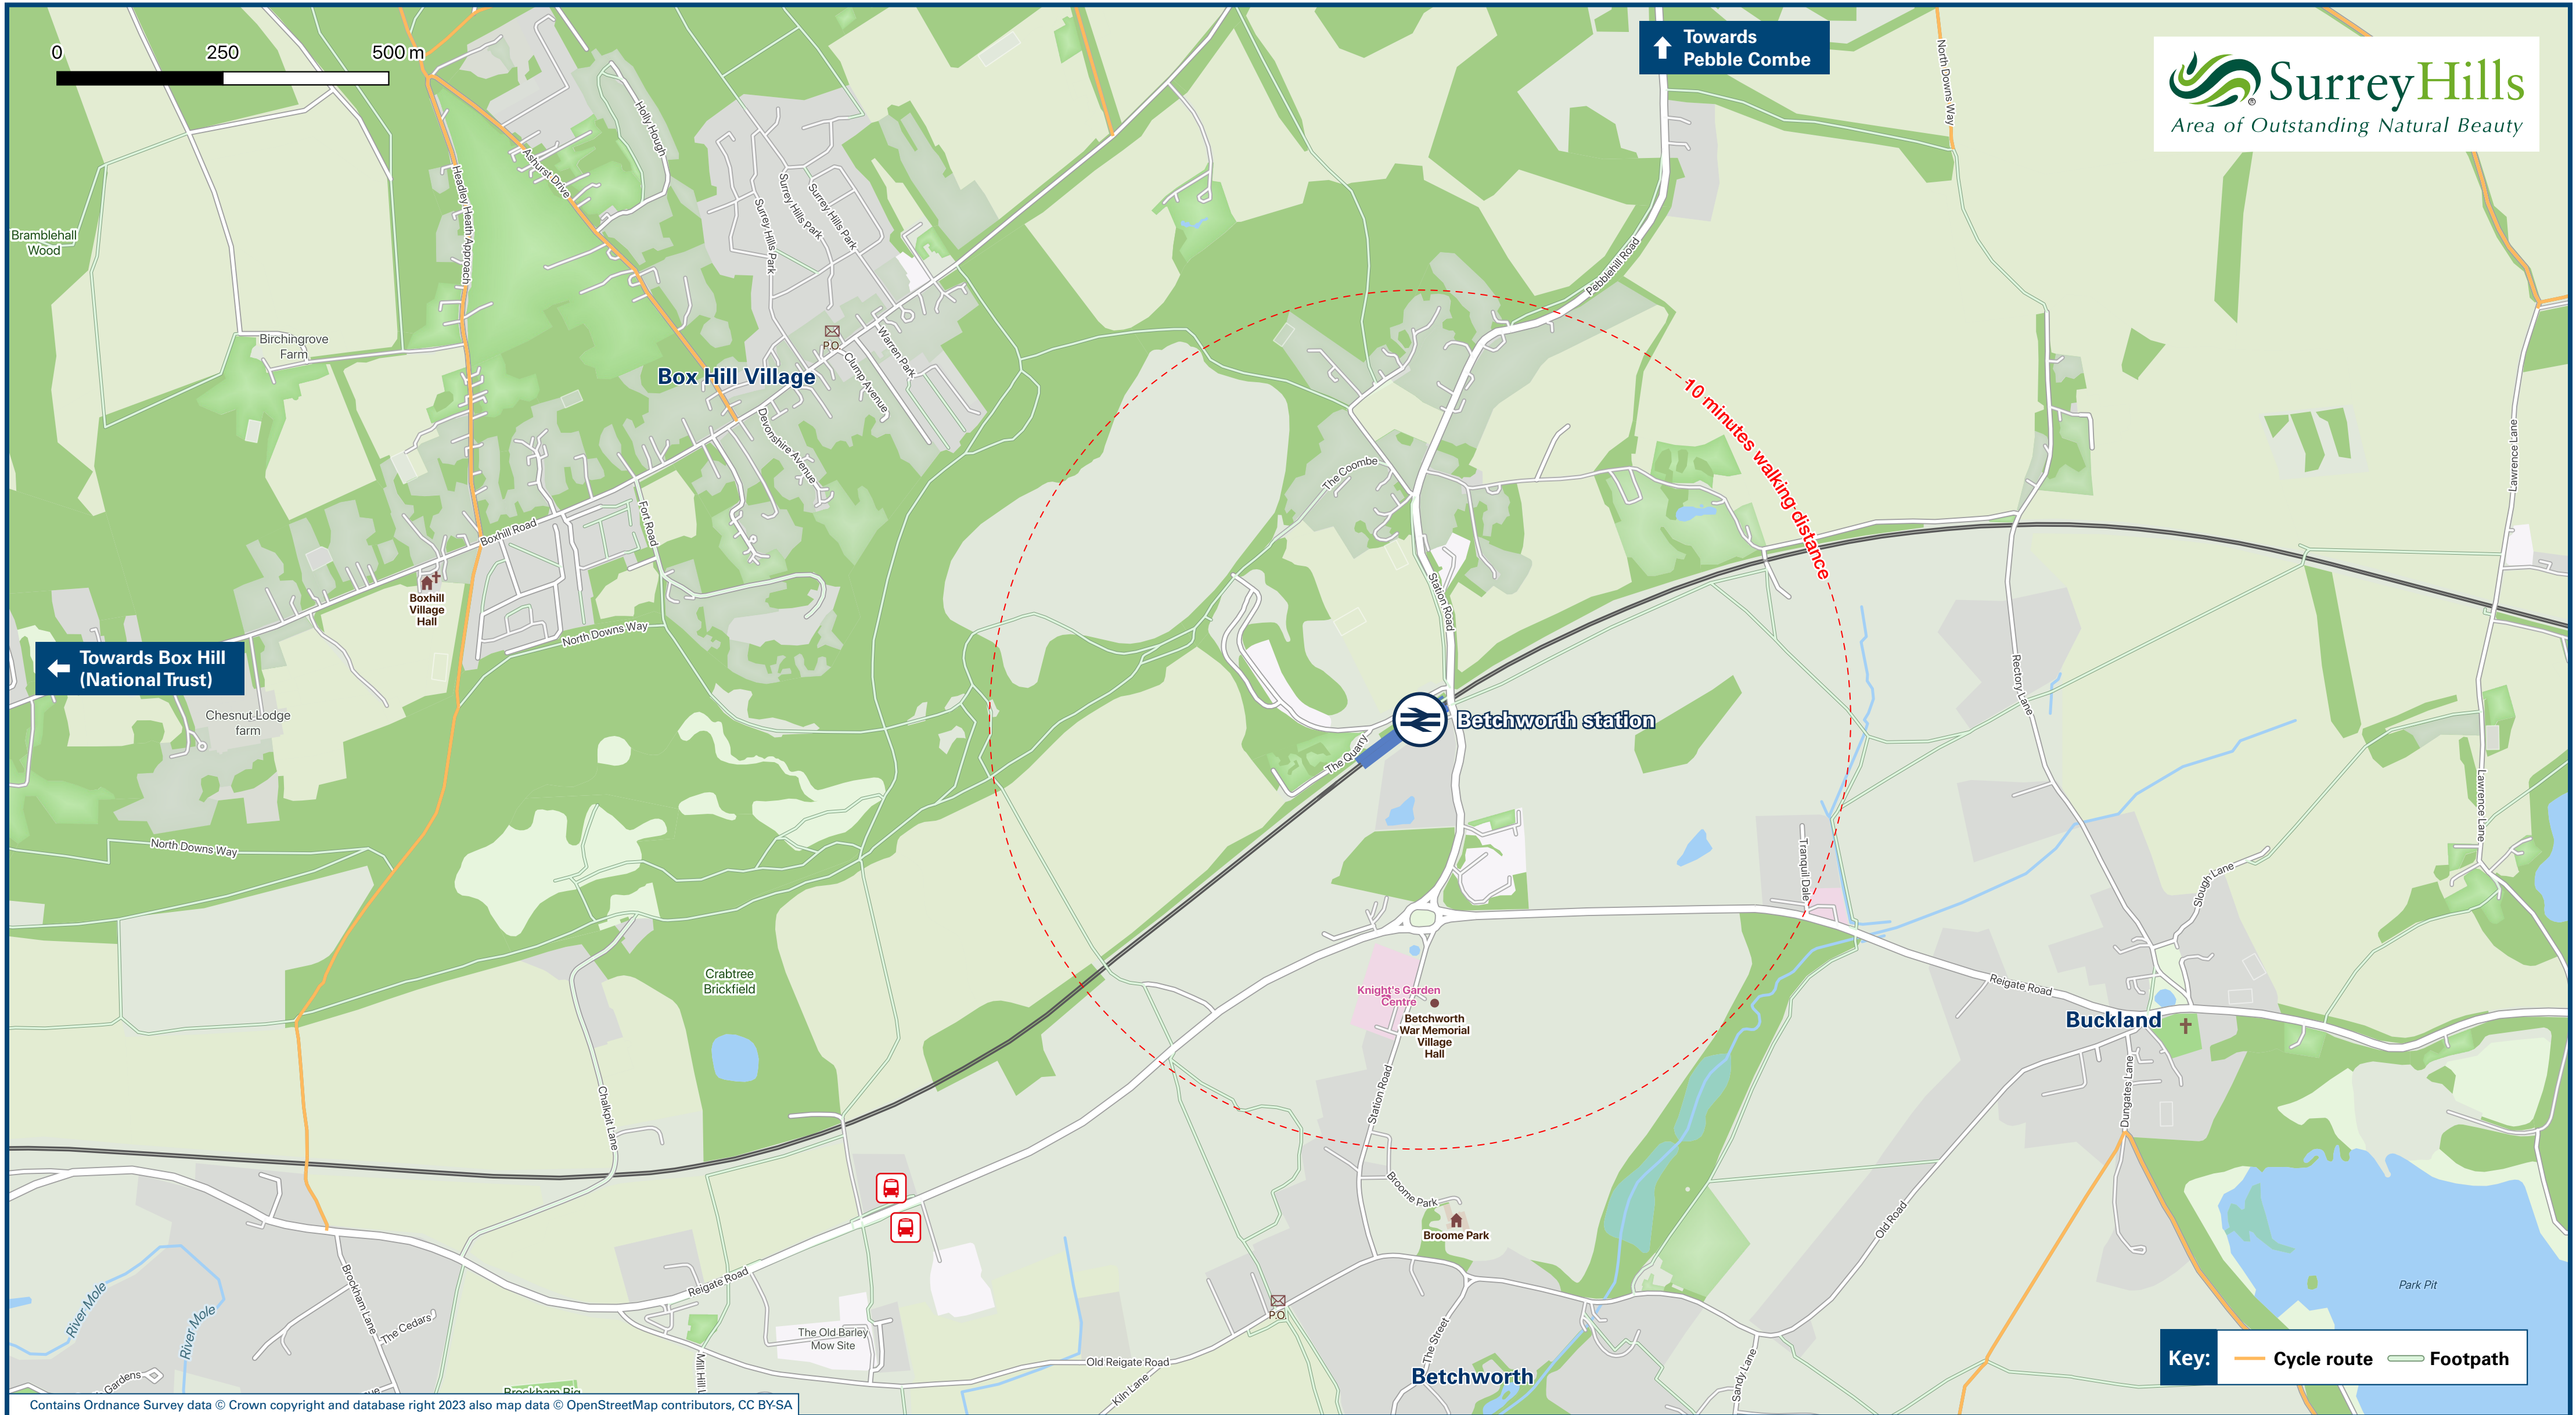 0 250 500 m
Towards
Pebble Combe
SurreyHills
®
Area of Outstanding Natural Beauty
North Downs Way
Holly Hough
Ashurst Drive
Headley Heath Approach
Surrey Hills Park
Surrey Hills Park
Surrey Hills Park
Bramblehall
Wood
Pebblehill Road
Birchingrove
Farm
P.O.
Warren Park
Clump Avenue
Box Hill Village
10 minutes walking distance
Devonshire Avenue
Lawrence Lane
The Coombe
Fort Road
Boxhill Road
Boxhill
Village
Hall
Station Road
North Downs Way
Towards Box Hill
(National Trust)
Rectory Lane
Chesnut Lodge
farm
Betchworth station
The Quarry
Lawrence Lane
North Downs Way
Tranquil Dale
Slough Lane
Crabtree
Brickfield
Knight's Garden
Centre
Reigate Road
Betchworth
War Memorial
Village
Hall
Buckland
Chalkpit Lane
Station Road
Dungates Lane
Broome Park
Broome Park
Old Road
Reigate Road
River Mole
River Mole
Brockham Lane
The Cedars
P.O.
Park Pit
The Old Barley
Mow Site
The Street
Old Reigate Road
Mill Hill L
Kiln Lane
Sandy Lane
Betchworth
Gardens
Brockham Big
Key: Cycle route Footpath
Contains Ordnance Survey data © Crown copyright and database right 2023 also map data © OpenStreetMap contributors, CC BY-SA